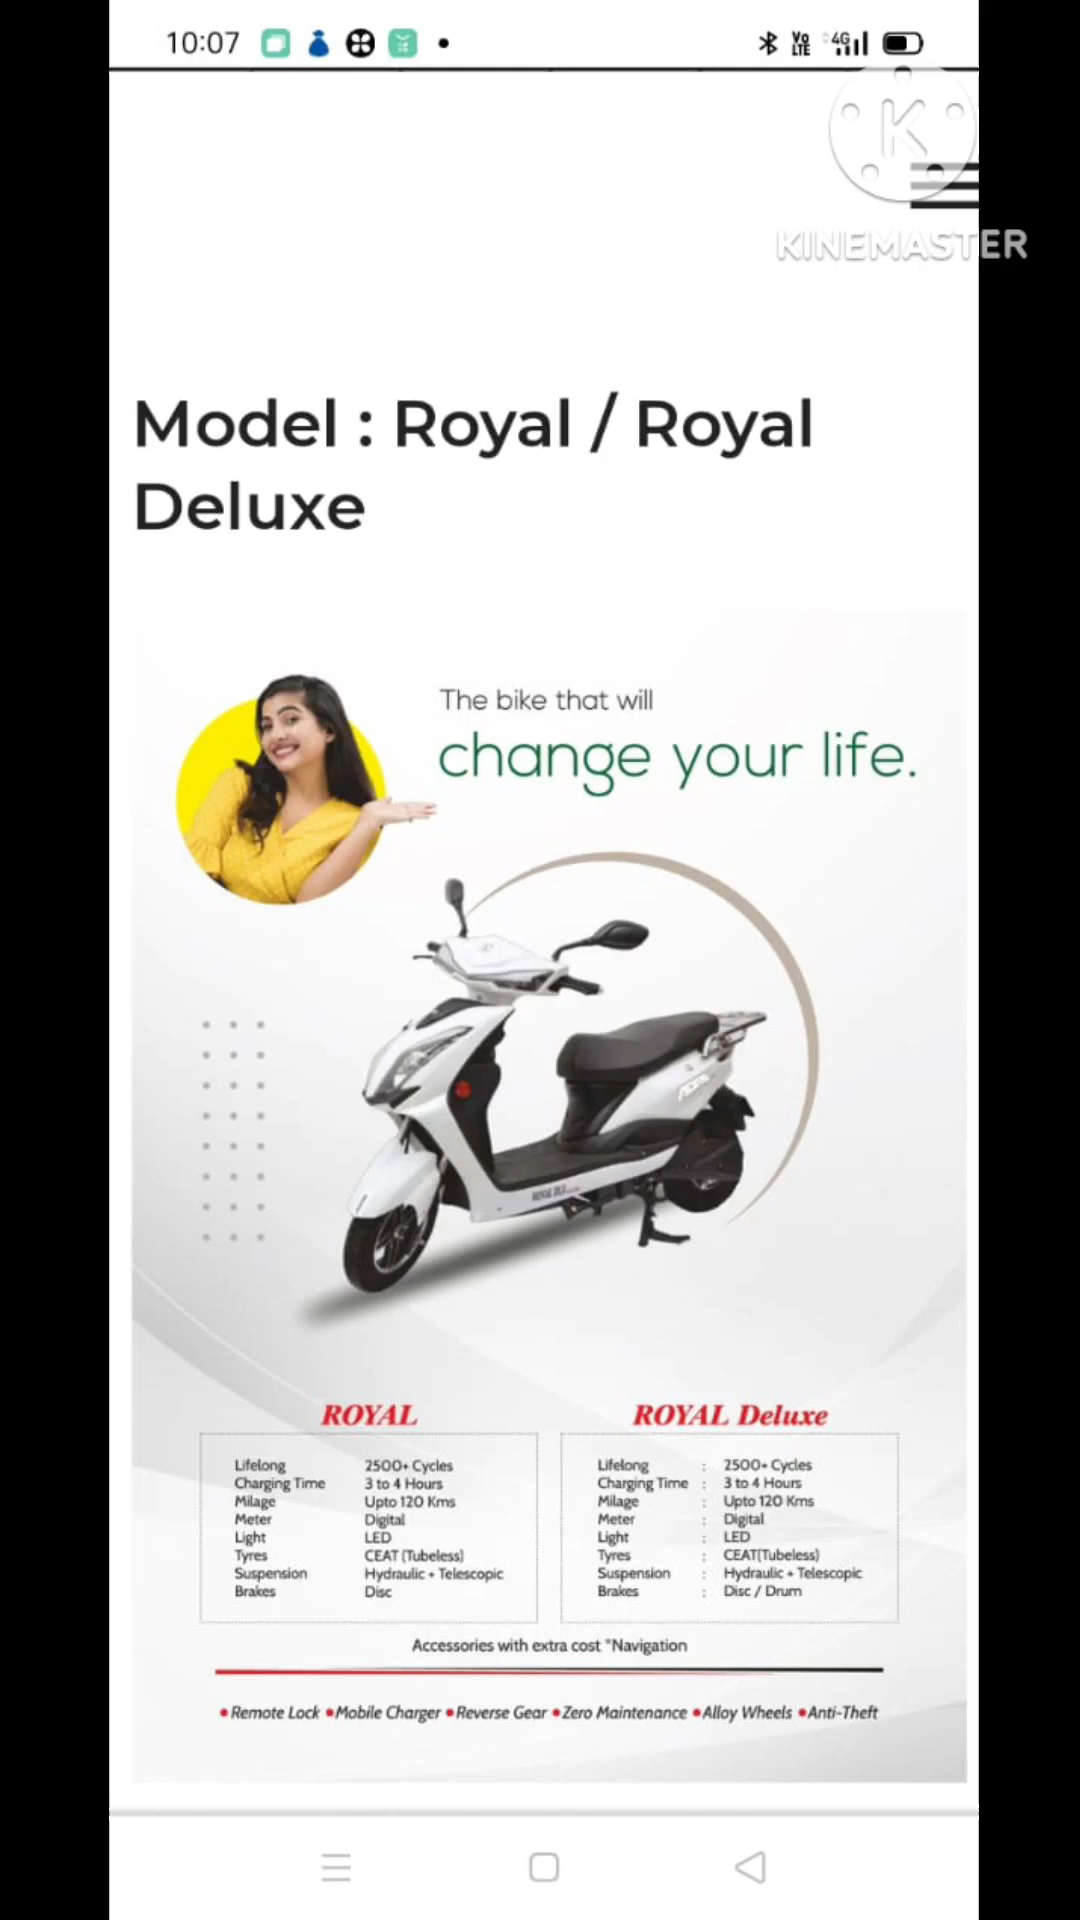 10:07
Vo LTE 4G
K
KINEMASTER
Model : Royal / Royal
Deluxe
The bike that will
change your life.
ROYAL
Lifelong 2500+ Cycles
Charging Time 3 to 4 Hours
Milage Upto 120 Kms
Meter Digital
Light LED
Tyres CEAT (Tubeless)
Suspension Hydraulic + Telescopic
Brakes Disc
ROYAL Deluxe
Lifelong : 2500+ Cycles
Charging Time : 3 to 4 Hours
Milage : Upto 120 Kms
Meter : Digital
Light : LED
Tyres : CEAT(Tubeless)
Suspension : Hydraulic + Telescopic
Brakes : Disc / Drum
Accessories with extra cost *Navigation
• Remote Lock • Mobile Charger • Reverse Gear • Zero Maintenance • Alloy Wheels • Anti-Theft